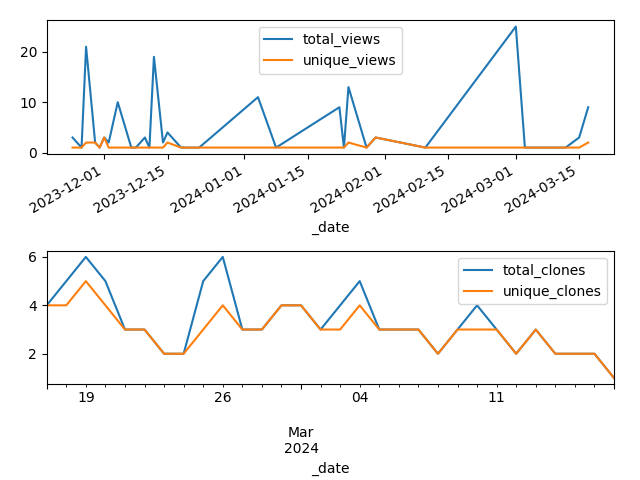 20
10
0
total_views
unique_views
2023-12-01
2023-12-15
2024-01-01
2024-01-15
2024-02-01
2024-02-15
2024-03-01
2024-03-15
_date
6
4
2
total_clones
unique_clones
19
26
04
11
Mar
2024
_date